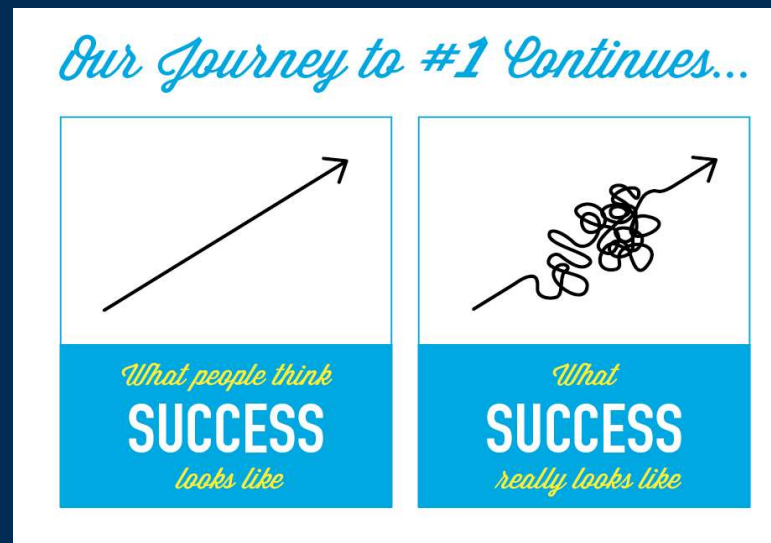 Our Journey to #1 Continues...
What people think
SUCCESS
looks like
What
SUCCESS
really looks like